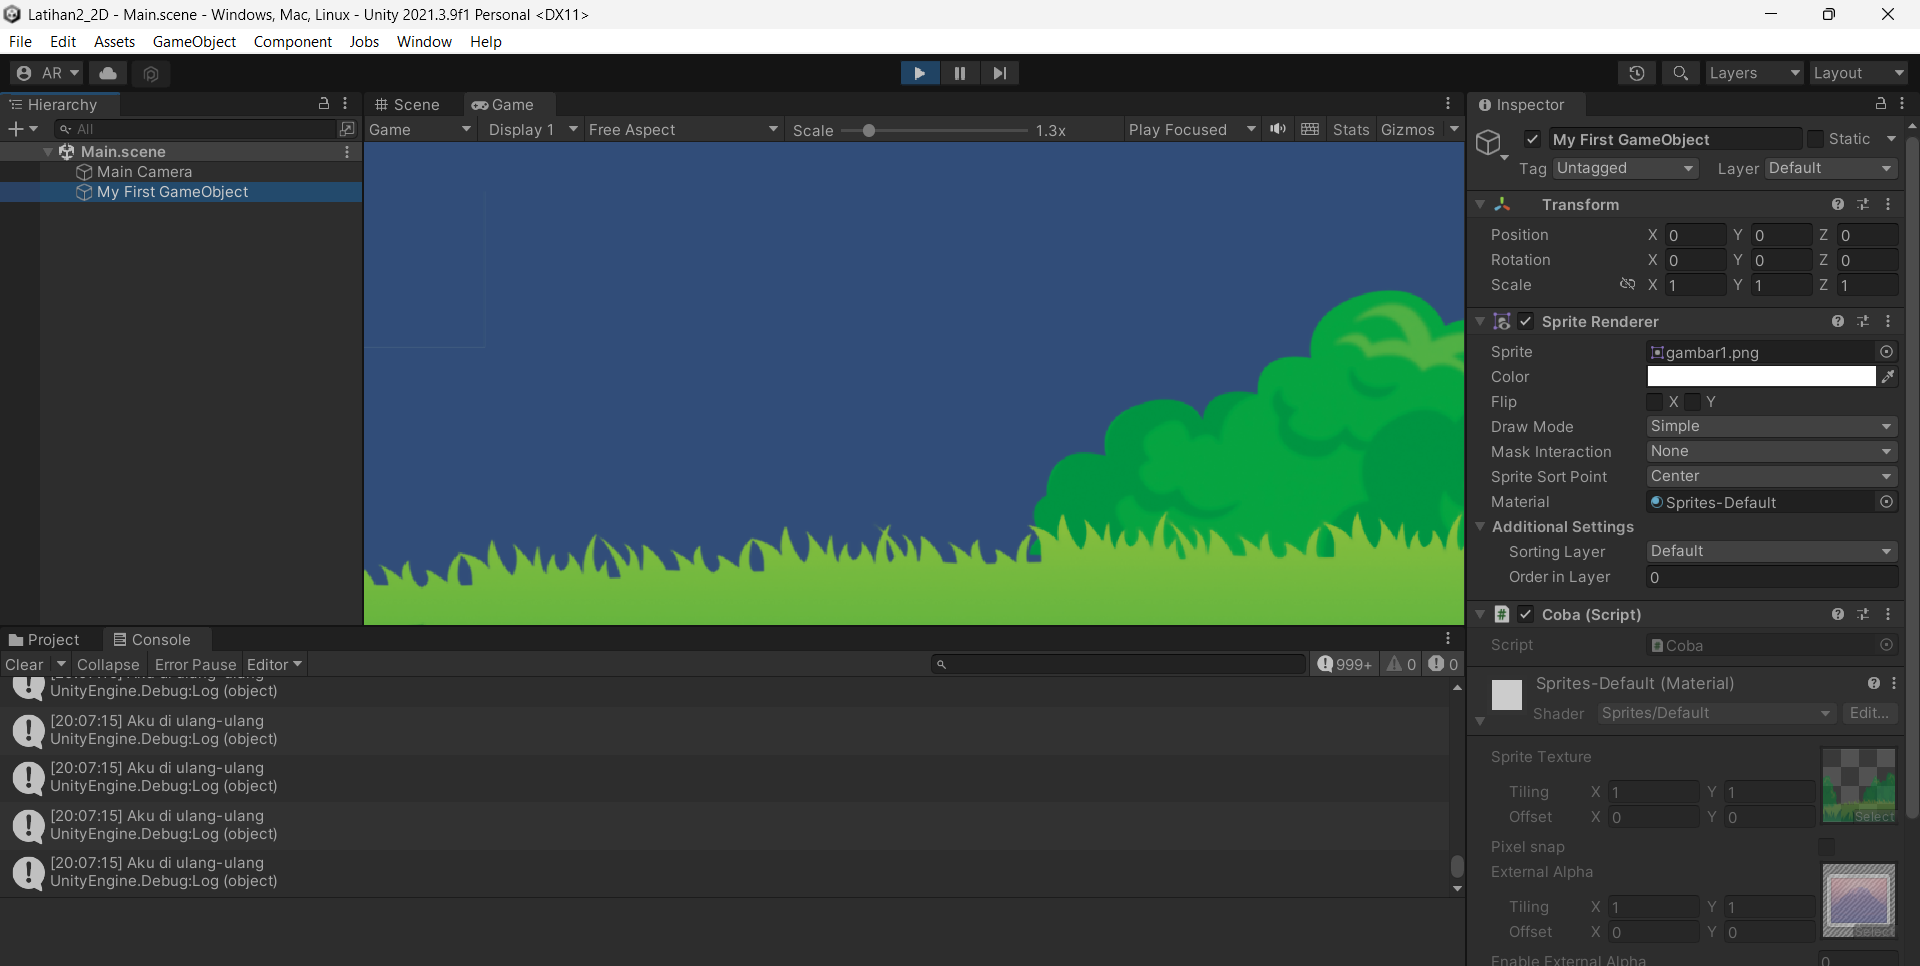 Latihan2_2D - Main.scene - Windows, Mac, Linux - Unity 2021.3.9f1 Personal <DX11>
File Edit Assets GameObject Component Jobs Window Help
AR Layers Layout
Hierarchy
All
Main.scene
Main Camera
My First GameObject
Scene Game
Game Display 1 Free Aspect Scale 1.3x Play Focused Stats Gizmos
Inspector
My First GameObject Static
Tag Untagged Layer Default
Transform
Position X 0 Y 0 Z 0
Rotation X 0 Y 0 Z 0
Scale X 1 Y 1 Z 1
Sprite Renderer
Sprite gambar1.png
Color
Flip X Y
Draw Mode Simple
Mask Interaction None
Sprite Sort Point Center
Material Sprites-Default
Additional Settings
Sorting Layer Default
Order in Layer 0
Coba (Script)
Script Coba
Sprites-Default (Material)
Shader Sprites/Default Edit...
Sprite Texture
Tiling X 1 Y 1
Offset X 0 Y 0
Select
Pixel snap
External Alpha
Tiling X 1 Y 1
Offset X 0 Y 0
Select
Enable External Alpha 0
Project Console
Clear Collapse Error Pause Editor 999+ 0 0
UnityEngine.Debug:Log (object)
[20:07:15] Aku di ulang-ulang
UnityEngine.Debug:Log (object)
[20:07:15] Aku di ulang-ulang
UnityEngine.Debug:Log (object)
[20:07:15] Aku di ulang-ulang
UnityEngine.Debug:Log (object)
[20:07:15] Aku di ulang-ulang
UnityEngine.Debug:Log (object)